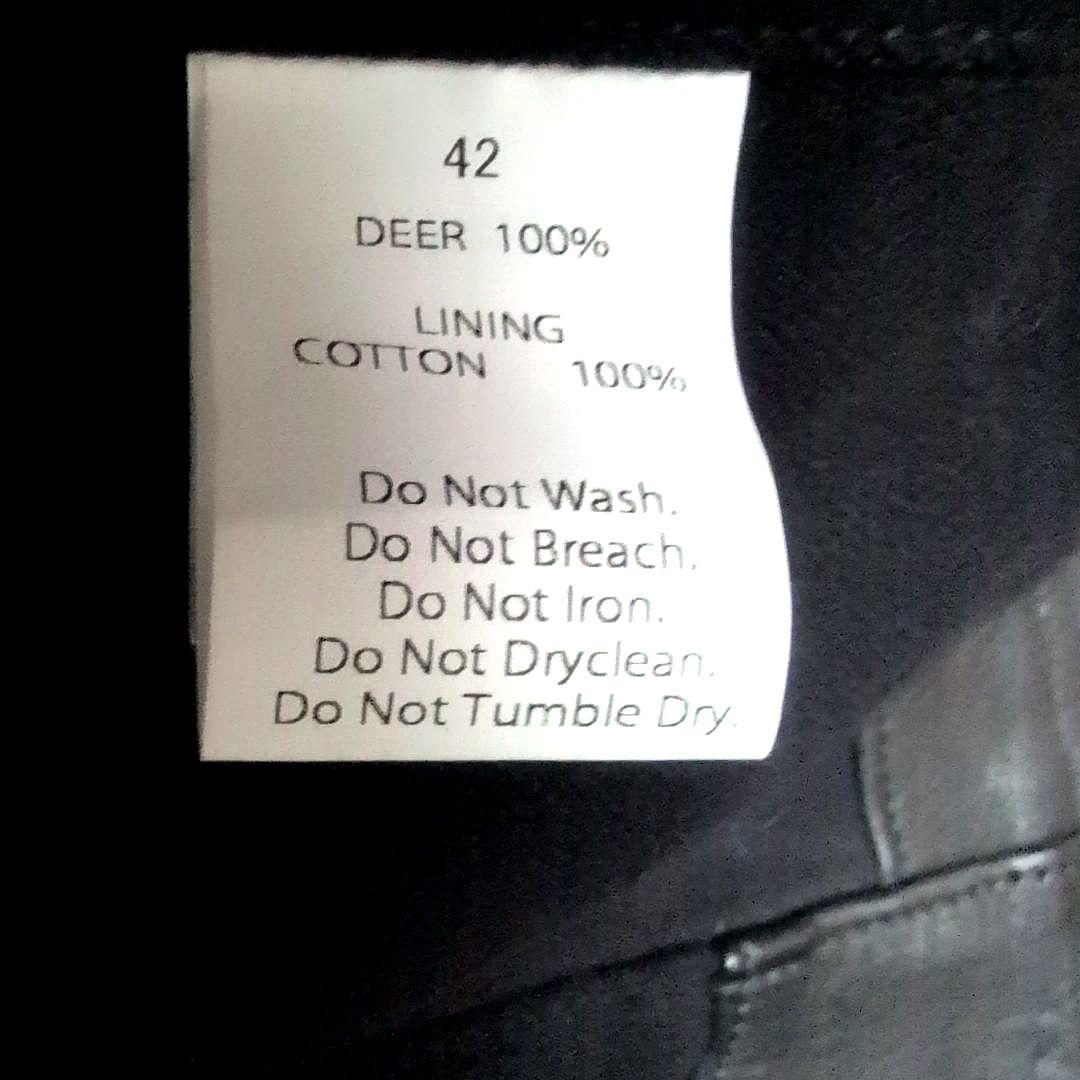 42
DEER 100%
LINING
COTTON 100%
Do Not Wash.
Do Not Breach.
Do Not Iron.
Do Not Dryclean.
Do Not Tumble Dry.